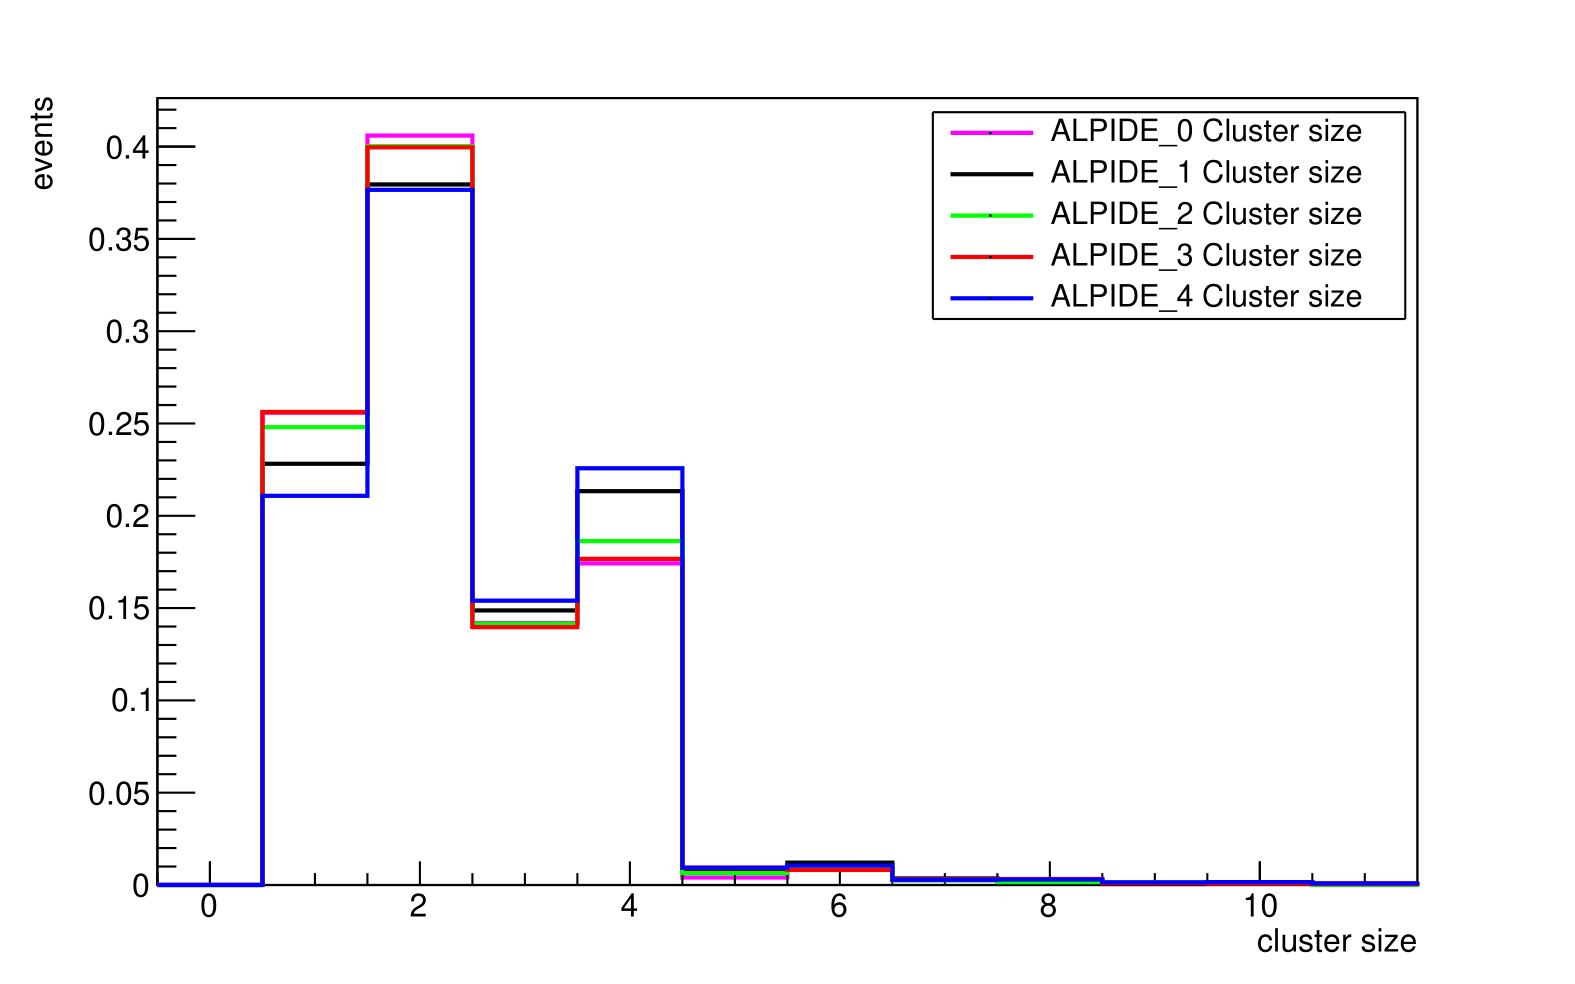 events
0.4
0.35
0.3
0.25
0.2
0.15
0.1
0.05
0
ALPIDE_0 Cluster size
ALPIDE_1 Cluster size
ALPIDE_2 Cluster size
ALPIDE_3 Cluster size
ALPIDE_4 Cluster size
0 2 4 6 8 10
cluster size